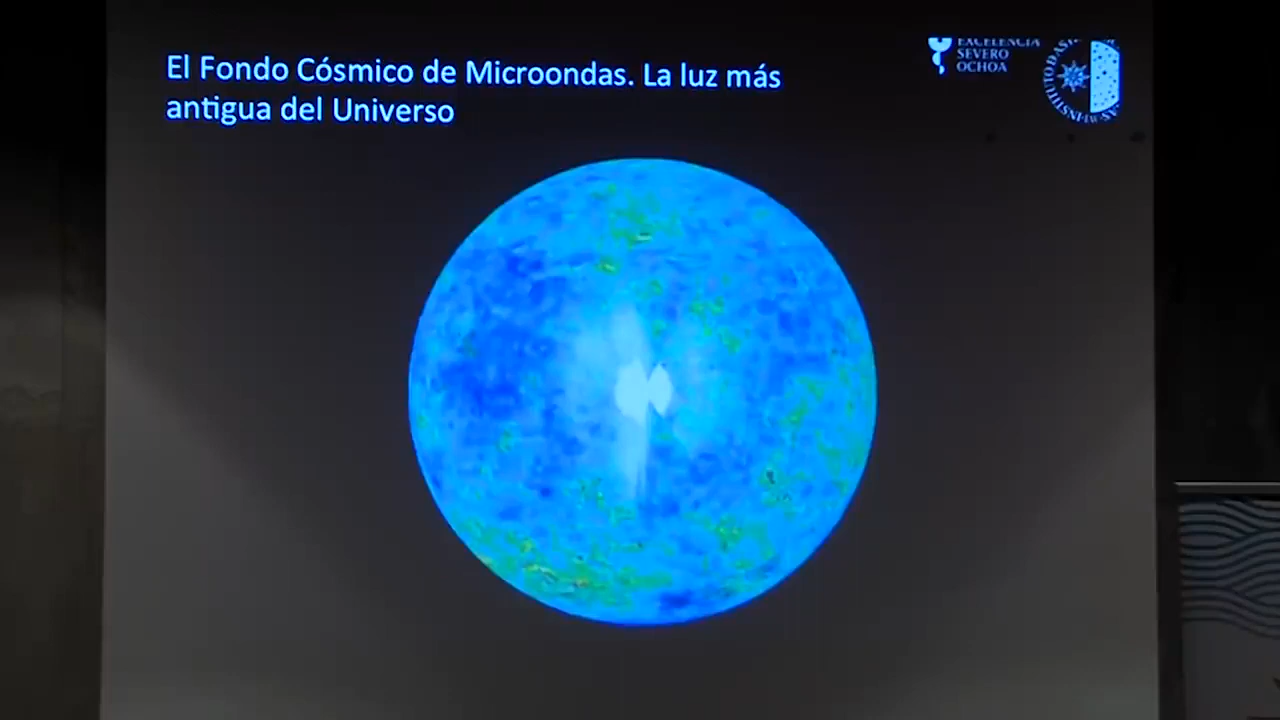 El Fondo Cósmico de Microondas. La luz más
antigua del Universo
EXCELENCIA
SEVERO
OCHOA